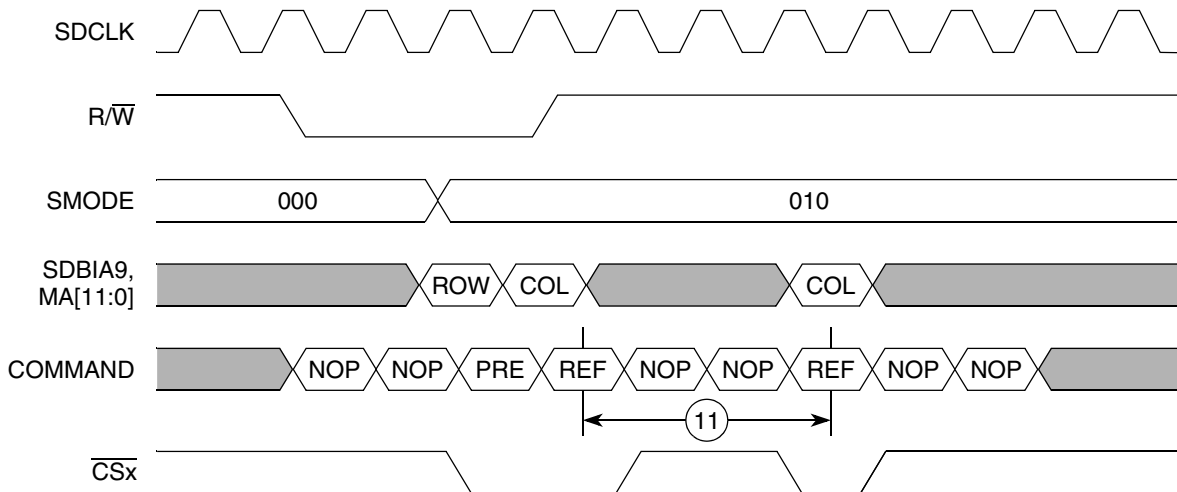 SDCLK
R/W̅
SMODE 000 010
SDBIA9,
MA[11:0] ROW COL COL
COMMAND NOP NOP PRE REF NOP NOP REF NOP NOP
11
C̅S̅x̅